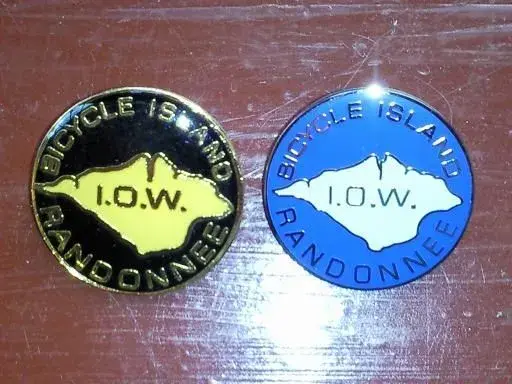 BICYCLE ISLAND
I.O.W.
RANDONNEE
BICYCLE ISLAND
I.O.W.
RANDONNEE